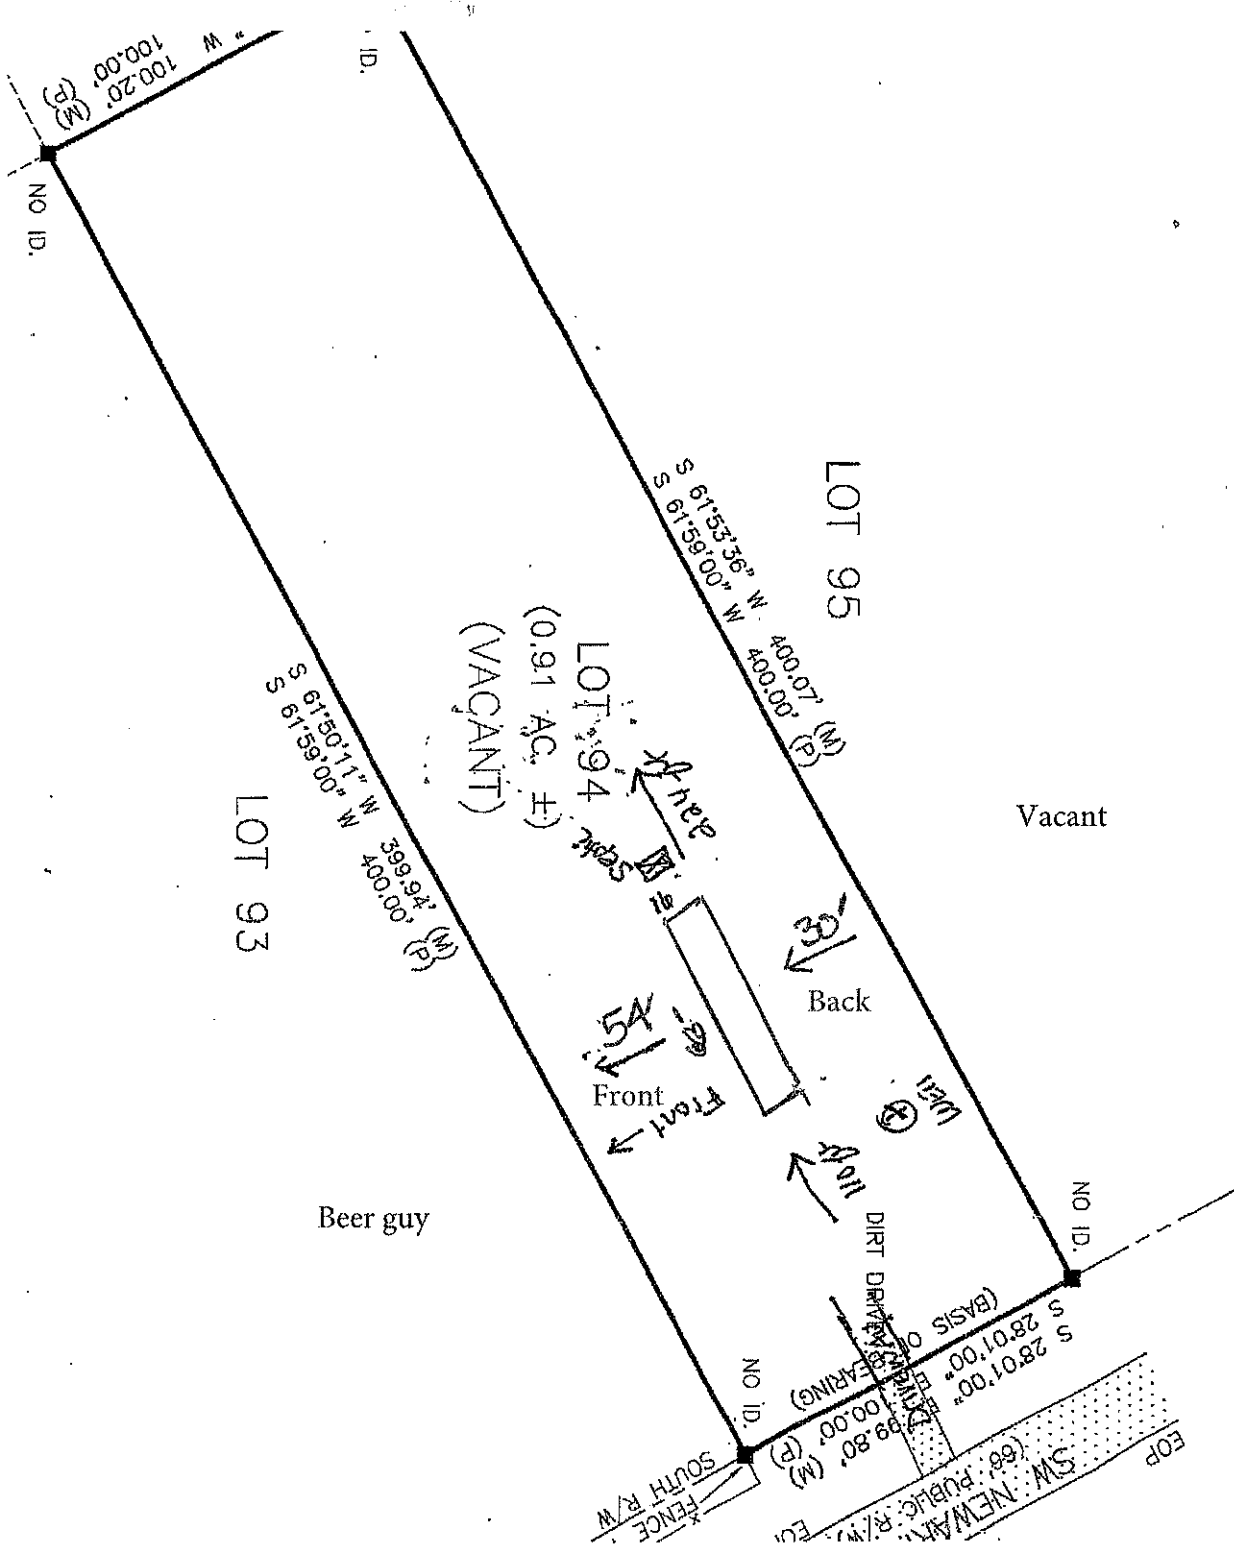 " W
100.20' (M)
100.00' (P)
ID.
NO ID.
S 61°53'36" W 400.07' (M)
S 61°59'00" W 400.00' (P)
LOT 95
LOT 94
(0.91 AC. ±)
(VACANT)
S 61°50'11" W 399.94' (M)
S 61°59'00" W 400.00' (P)
LOT 93
Vacant
Septic
30'
Back
54'
Front
Front
Well
Beer guy
DIRT DRIVEWAY
NO ID.
NO ID.
S 28°01'00" E 99.80' (M)
S 28°01'00" E 100.00' (P)
(BASIS OF BEARING)
SOUTH R/W
FENCE
x
EOP
SW NEWAR
(66' PUBLIC R/W)